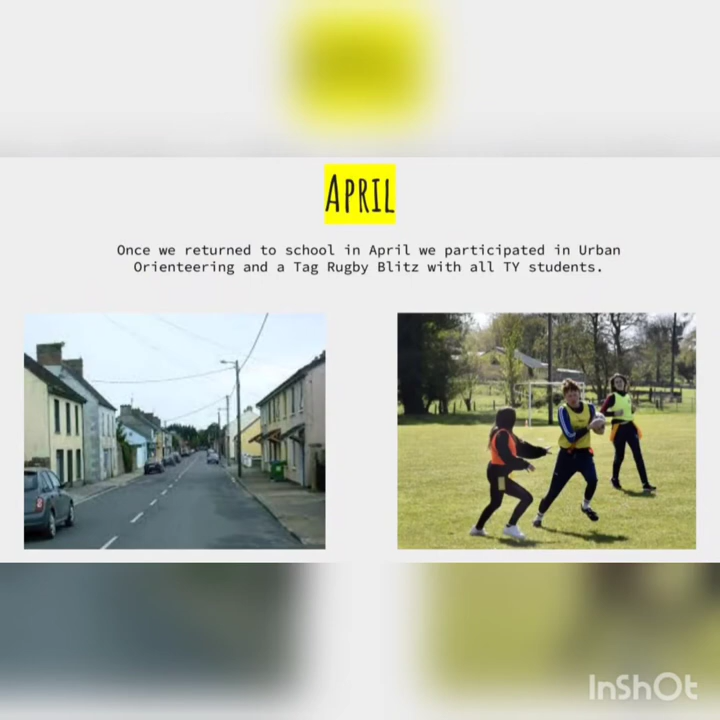 April
Once we returned to school in April we participated in Urban
Orienteering and a Tag Rugby Blitz with all TY students.
InShOt